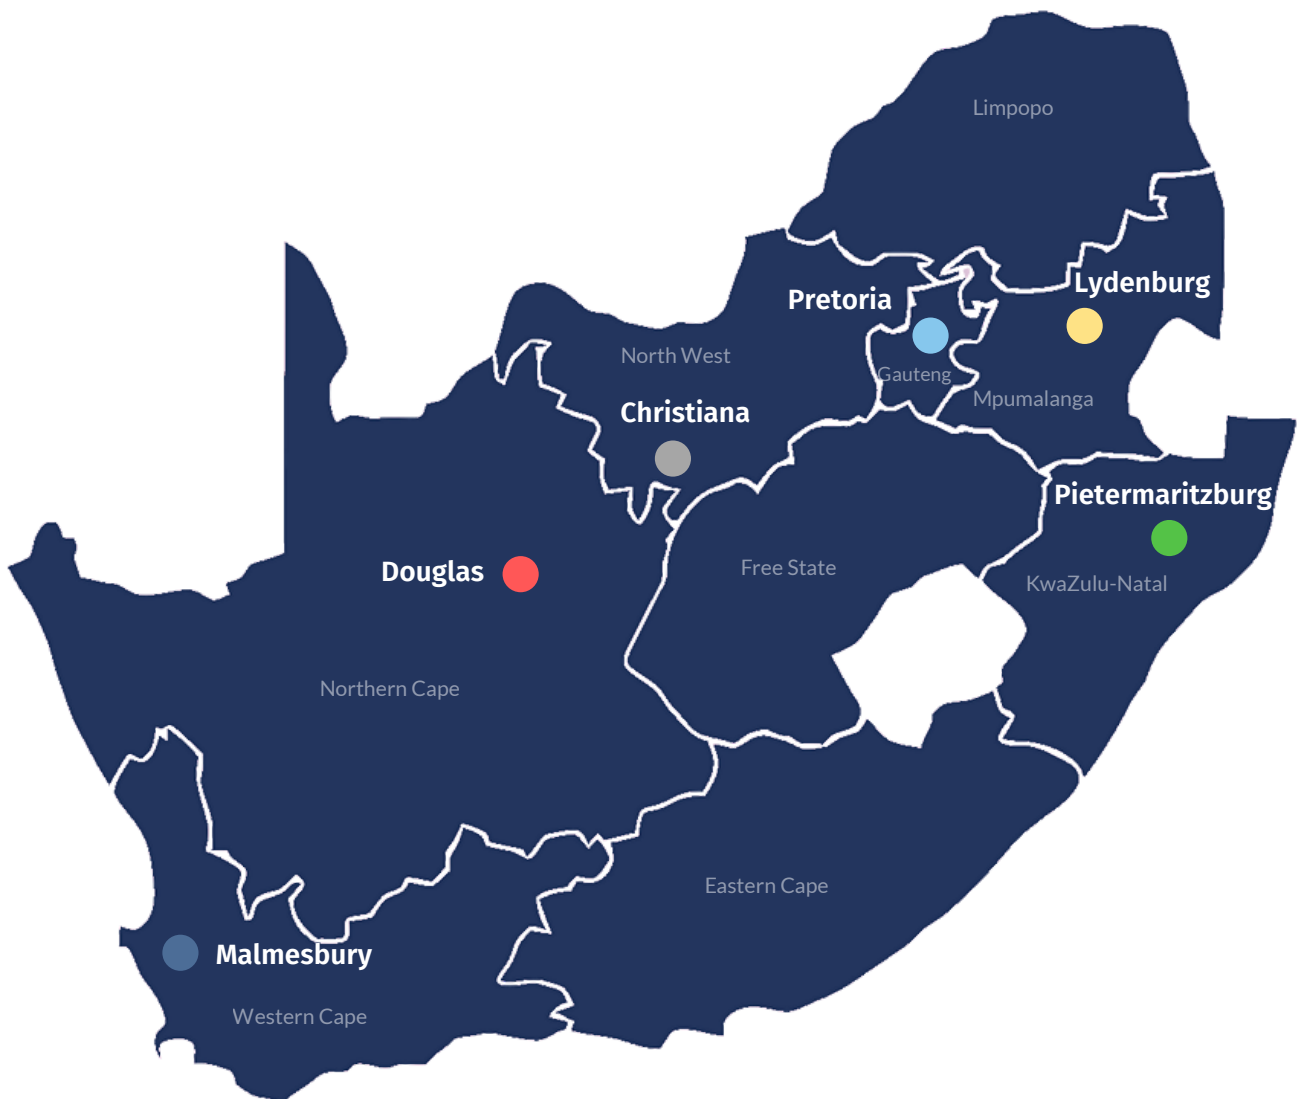 Limpopo
Lydenburg
Pretoria
North West
Gauteng
Mpumalanga
Christiana
Pietermaritzburg
Douglas
Free State
KwaZulu-Natal
Northern Cape
Eastern Cape
Malmesbury
Western Cape